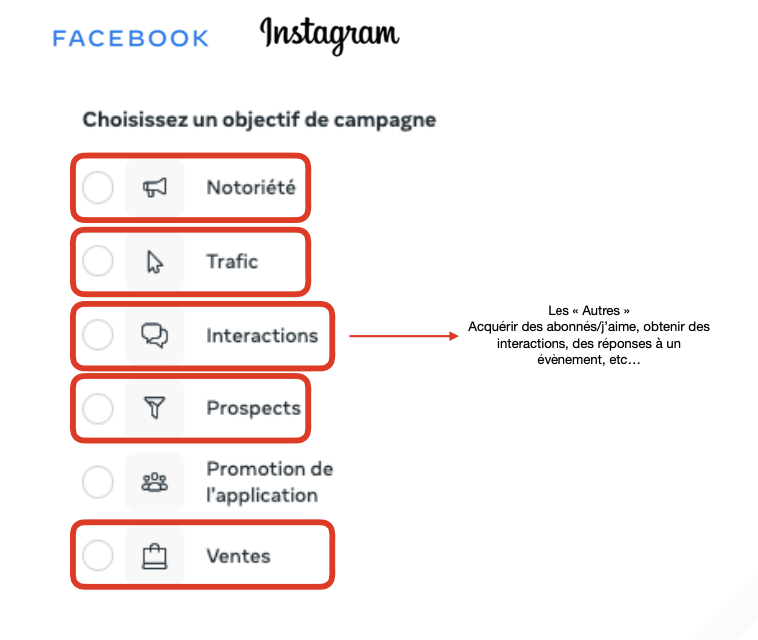 FACEBOOK
Instagram
Choisissez un objectif de campagne
Notoriété
Trafic
Interactions
Les « Autres »
Acquérir des abonnés/j’aime, obtenir des
interactions, des réponses à un
évènement, etc…
Prospects
Promotion de
l’application
Ventes